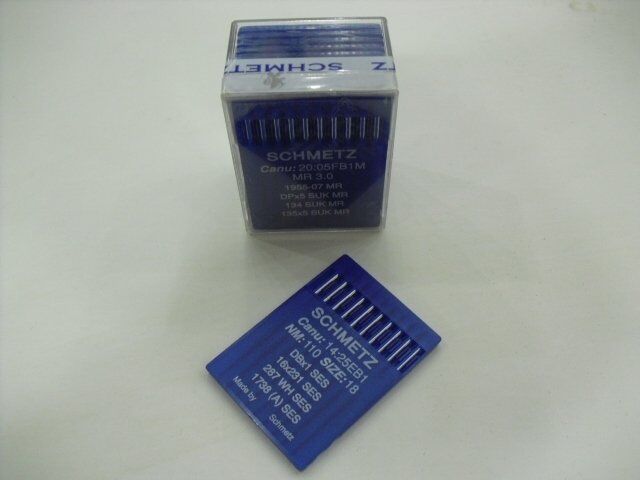 TZ SCHMETZ
SCHMETZ
Canu: 20:05FB1M
MR 3.0
1955-07 MR
DPx5 SUK MR
134 SUK MR
135x5 SUK MR
SCHMETZ
Canu: 14:25EB1
NM: 110 SIZE: 18
DBx1 SES
16x231 SES
287 WH SES
1738 (A) SES
Made by Schmetz